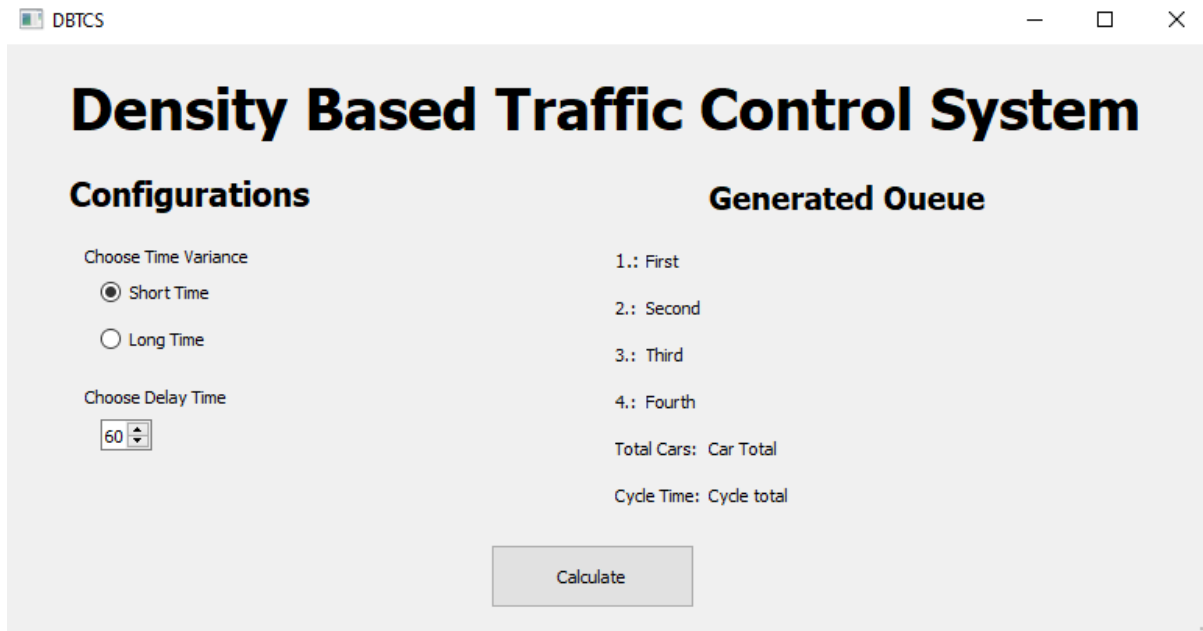 DBTCS
Density Based Traffic Control System
Configurations
Choose Time Variance
Short Time
Long Time
Choose Delay Time
60
Generated Oueue
1.: First
2.: Second
3.: Third
4.: Fourth
Total Cars: Car Total
Cycle Time: Cycle total
Calculate